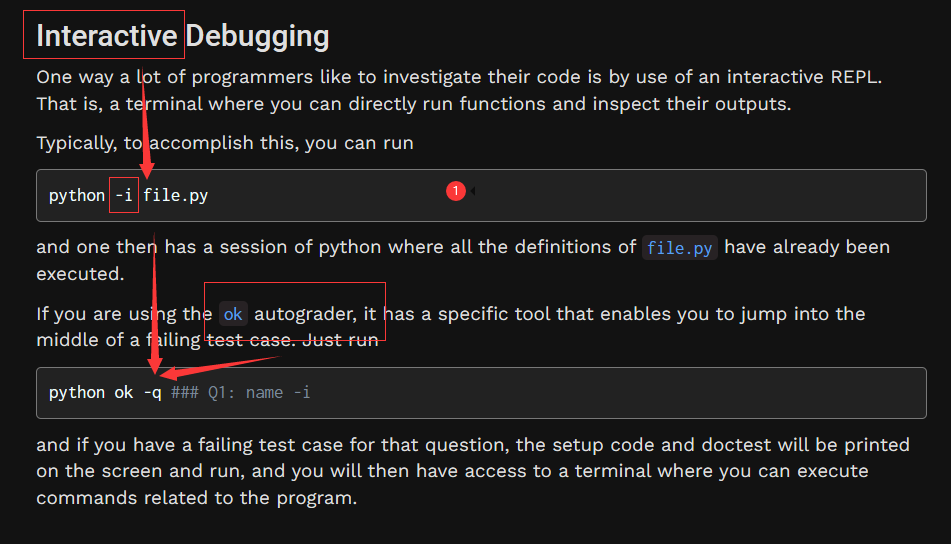 Interactive Debugging
One way a lot of programmers like to investigate their code is by use of an interactive REPL.
That is, a terminal where you can directly run functions and inspect their outputs.
Typically, to accomplish this, you can run
python -i file.py
1
and one then has a session of python where all the definitions of file.py have already been
executed.
If you are using the ok autograder, it has a specific tool that enables you to jump into the
middle of a failing test case. Just run
python ok -q ### Q1: name -i
and if you have a failing test case for that question, the setup code and doctest will be printed
on the screen and run, and you will then have access to a terminal where you can execute
commands related to the program.